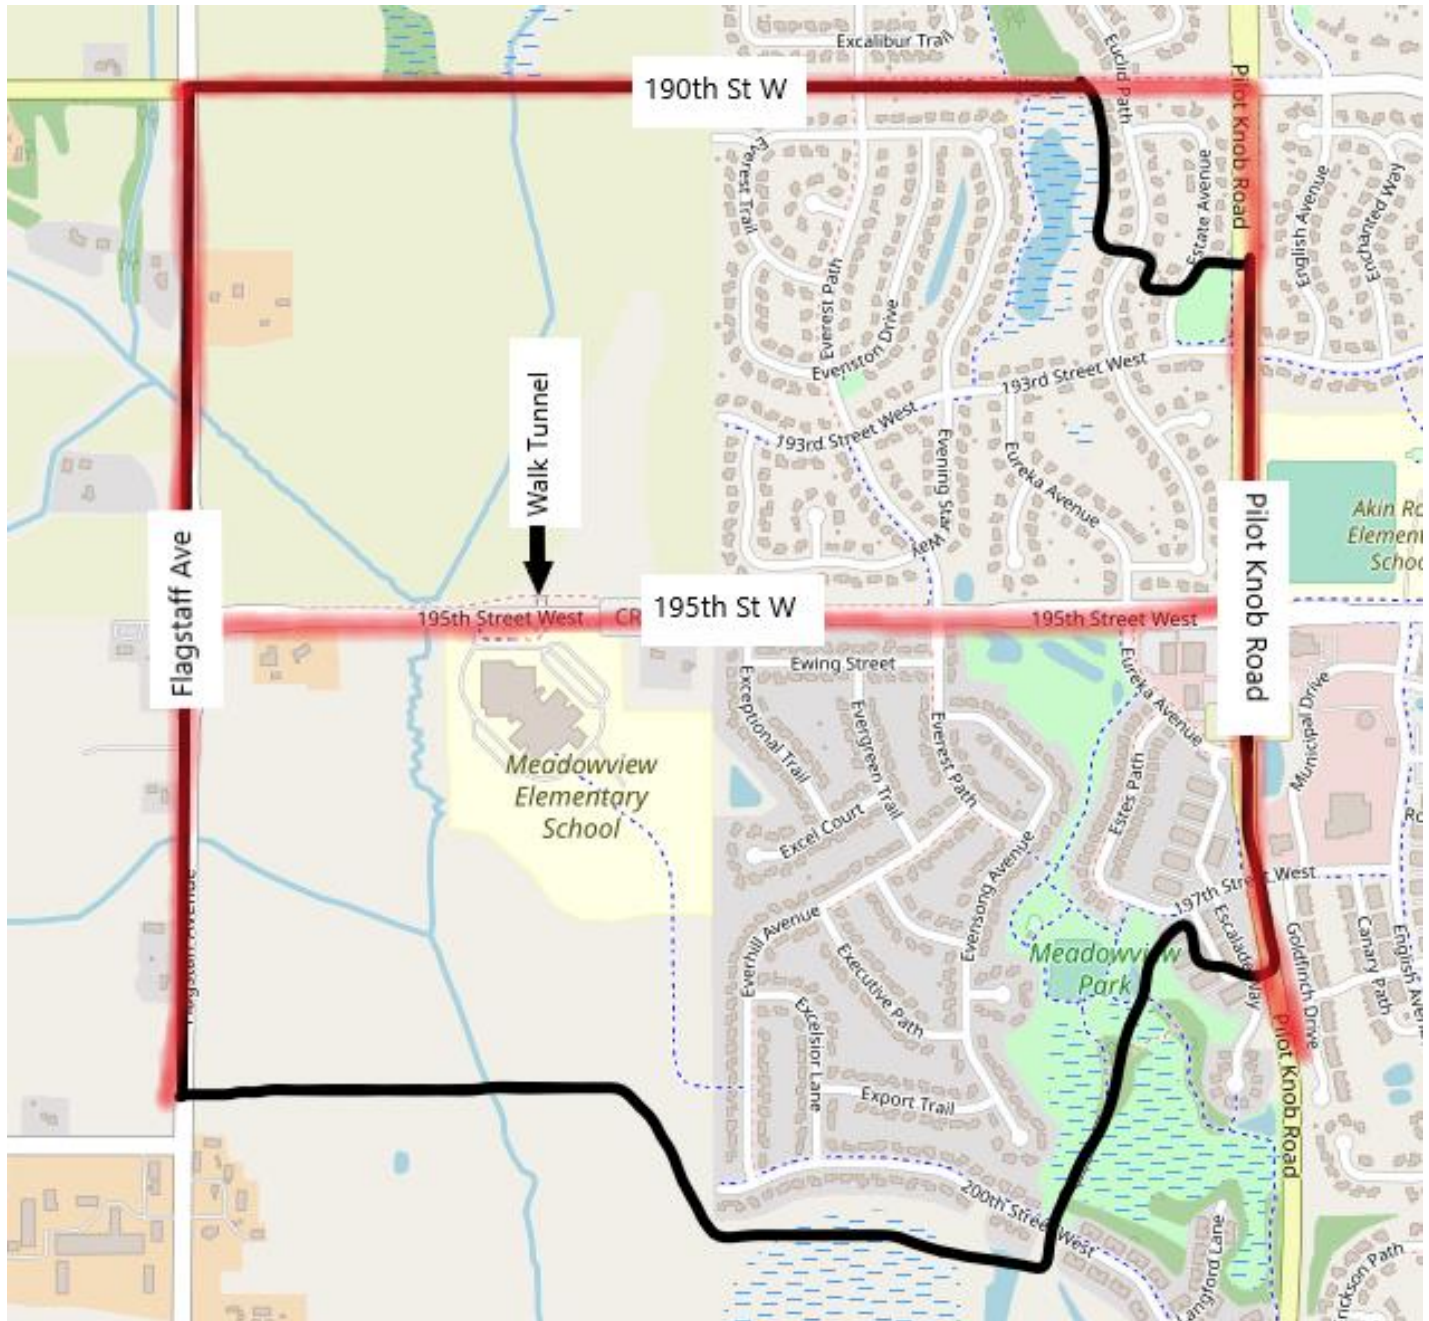 Excalibur Trail
Euclid Path
190th St W
Pilot Knob Road
Everest Trail
Estate Avenue
English Avenue
Enchanted Way
Everest Path
Evenston Drive
193rd Street West
193rd Street West
Walk Tunnel
Evening Star
Way
Eureka Avenue
Akin Ro
Element
Schoo
Flagstaff Ave
Pilot Knob Road
195th Street West
CR
195th St W
195th Street West
Ewing Street
Eureka Avenue
Exceptional Trail
Evergreen Trail
Everest Path
Municipal Drive
Meadowview
Elementary
School
Estes Path
Excel Court
Evensong Avenue
197th Street West
Flagstaff Avenue
Everhill Avenue
Executive Path
Meadowview
Park
Escalade Way
Goldfinch Drive
Canary Path
English Aven
Excelsior Lane
Export Trail
Pilot Knob Road
200th Street West
Langford Lane
rickson Path